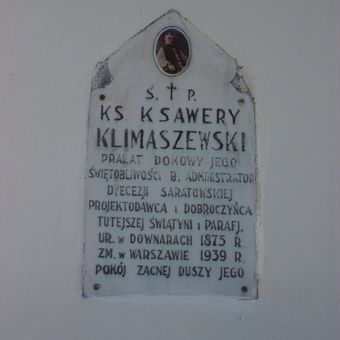 Ś. † P.
KS. KSAWERY
KLIMASZEWSKI
PRAŁAT DOMOWY JEGO
ŚWIĘTOBLIWOŚCI B. ADMINISTRATOR
DYECEZJI SARATOWSKIEJ
PROJEKTODAWCA i DOBROCZYŃCA
TUTEJSZEJ ŚWIĄTYNI i PARAFJ.
UR. w DOWNARACH 1875 R.
ZM. w WARSZAWIE 1939 R.
POKÓJ ZACNEJ DUSZY JEGO